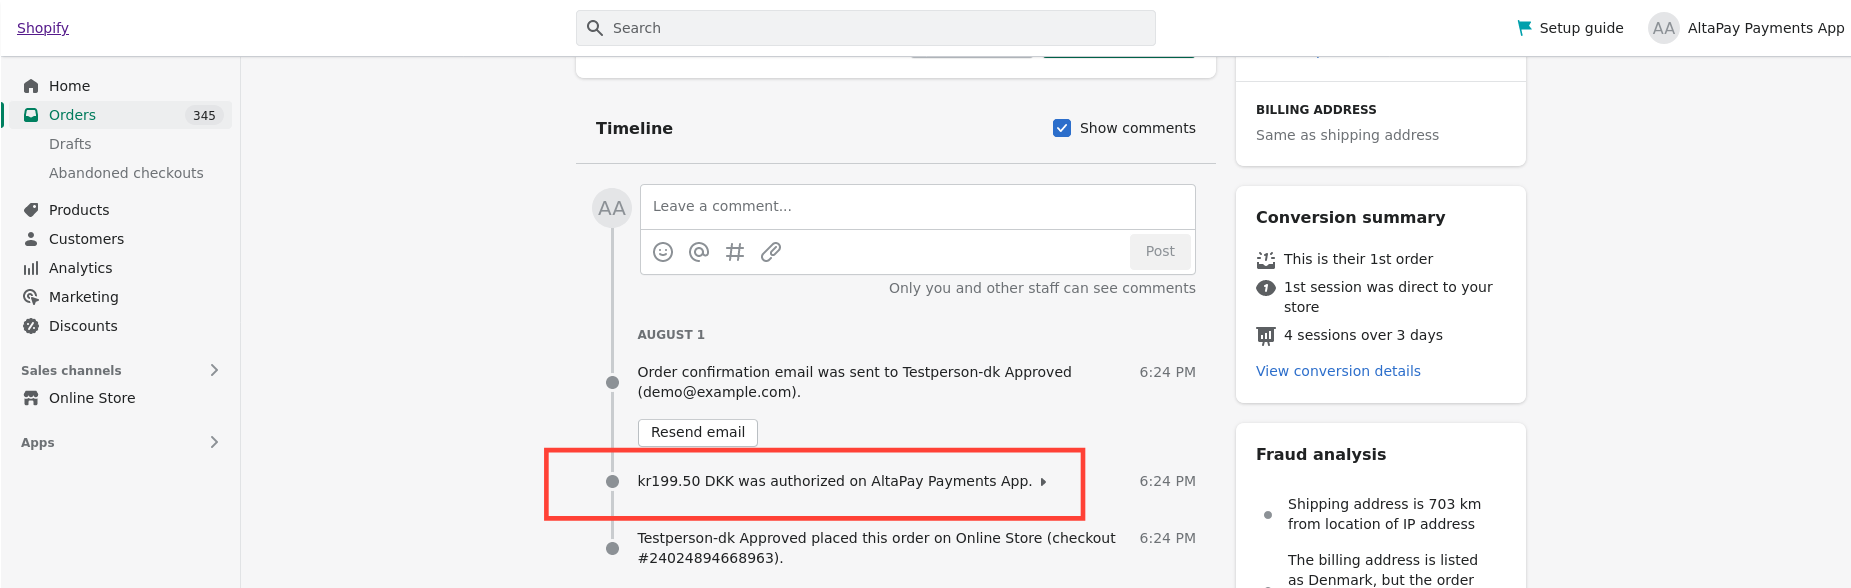 Shopify
Search
Setup guide
AA
AltaPay Payments App
Home
Orders
345
Drafts
Abandoned checkouts
Products
Customers
Analytics
Marketing
Discounts
Sales channels
Online Store
Apps
Timeline
Show comments
AA
Leave a comment...
Post
Only you and other staff can see comments
AUGUST 1
Order confirmation email was sent to Testperson-dk Approved
(demo@example.com).
6:24 PM
Resend email
kr199.50 DKK was authorized on AltaPay Payments App.
6:24 PM
Testperson-dk Approved placed this order on Online Store (checkout
#24024894668963).
6:24 PM
BILLING ADDRESS
Same as shipping address
Conversion summary
This is their 1st order
1st session was direct to your
store
4 sessions over 3 days
View conversion details
Fraud analysis
Shipping address is 703 km
from location of IP address
The billing address is listed
as Denmark, but the order